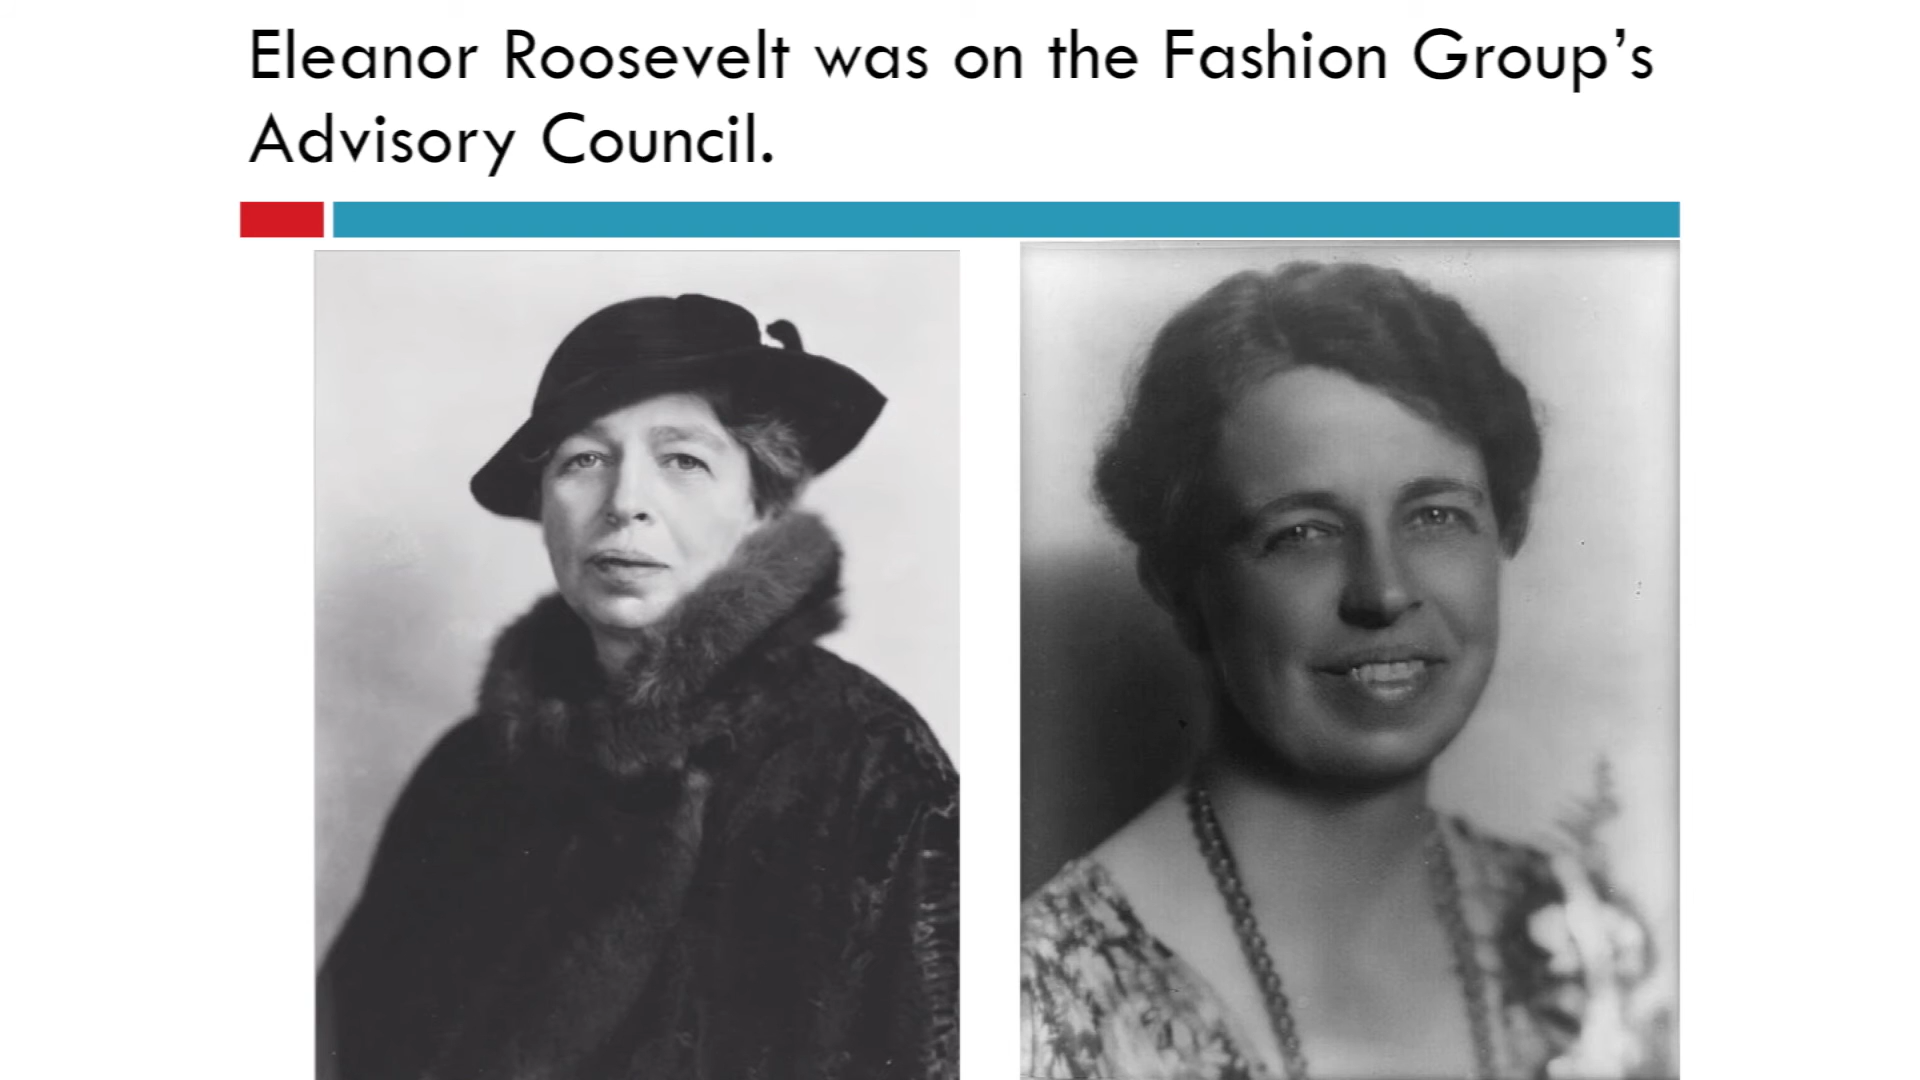 Eleanor Roosevelt was on the Fashion Group’s
Advisory Council.